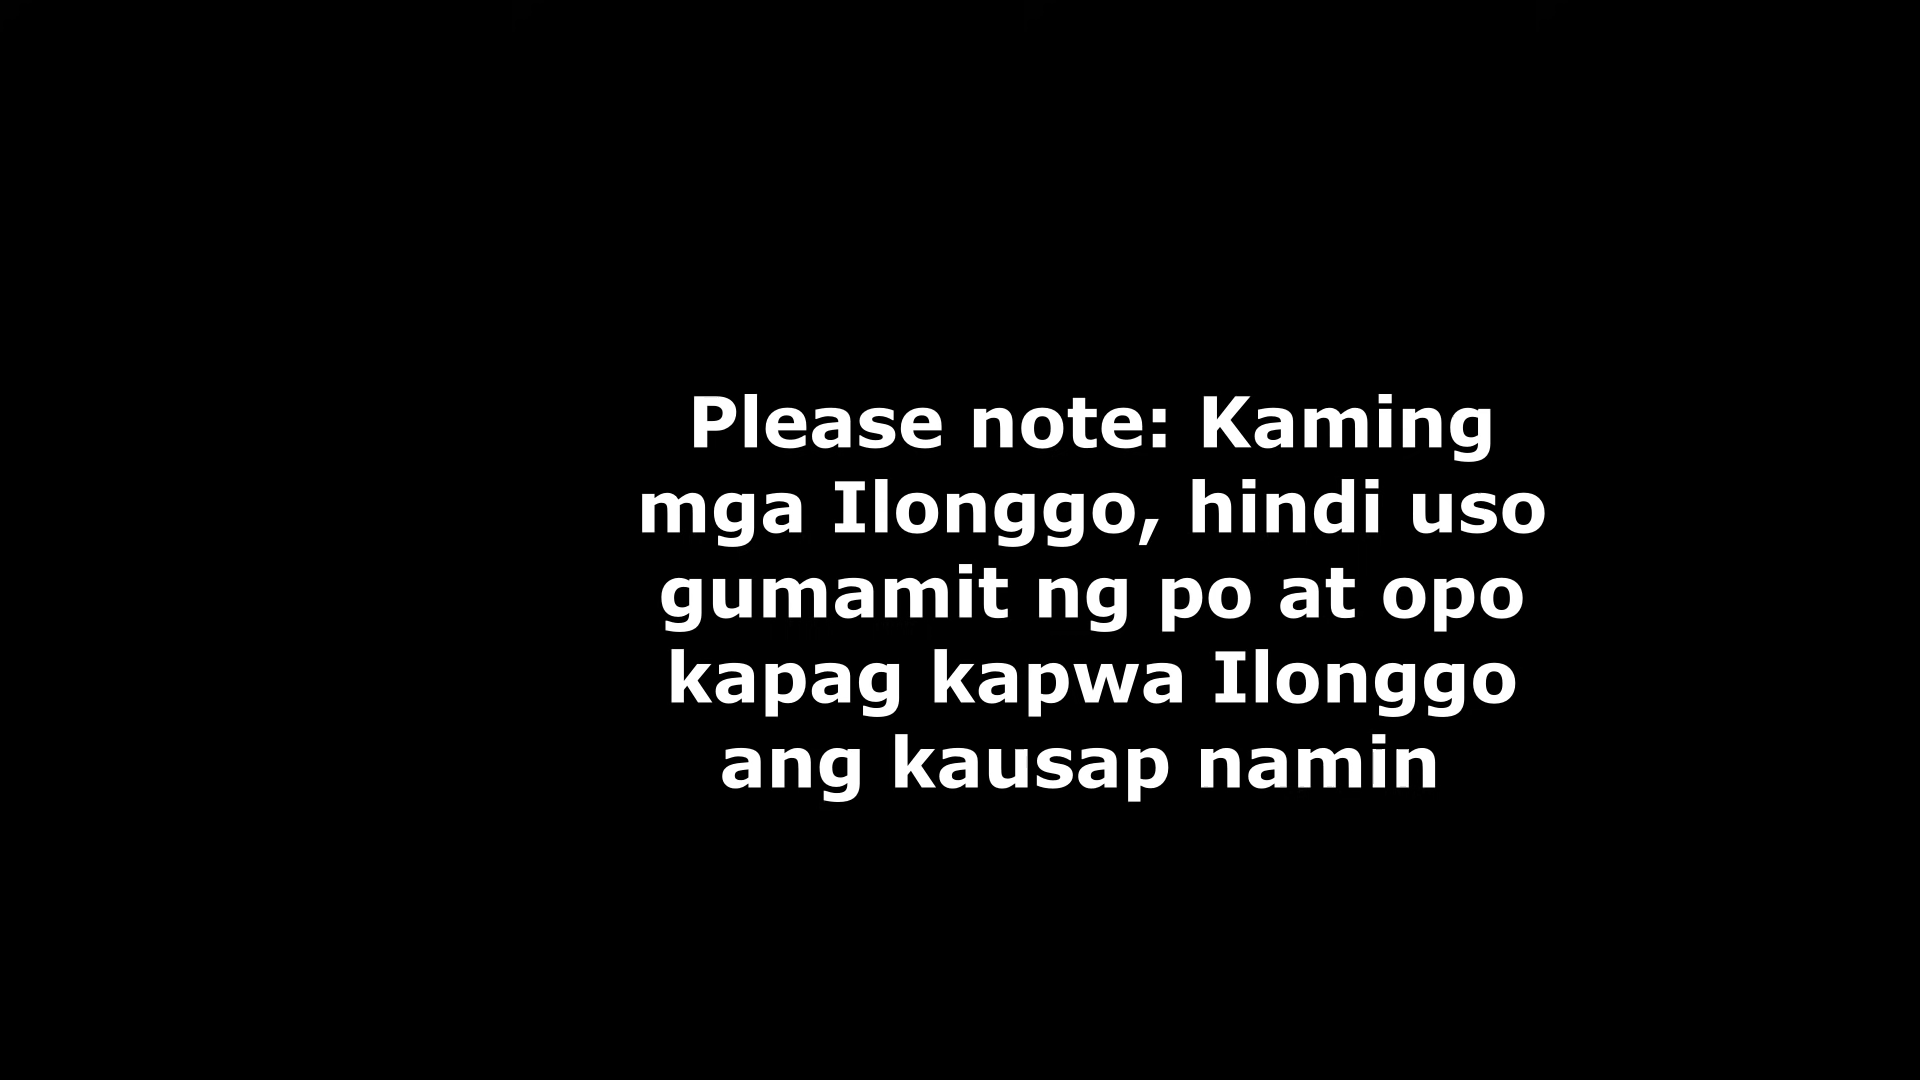 Please note: Kaming
mga Ilonggo, hindi uso
gumamit ng po at opo
kapag kapwa Ilonggo
ang kausap namin